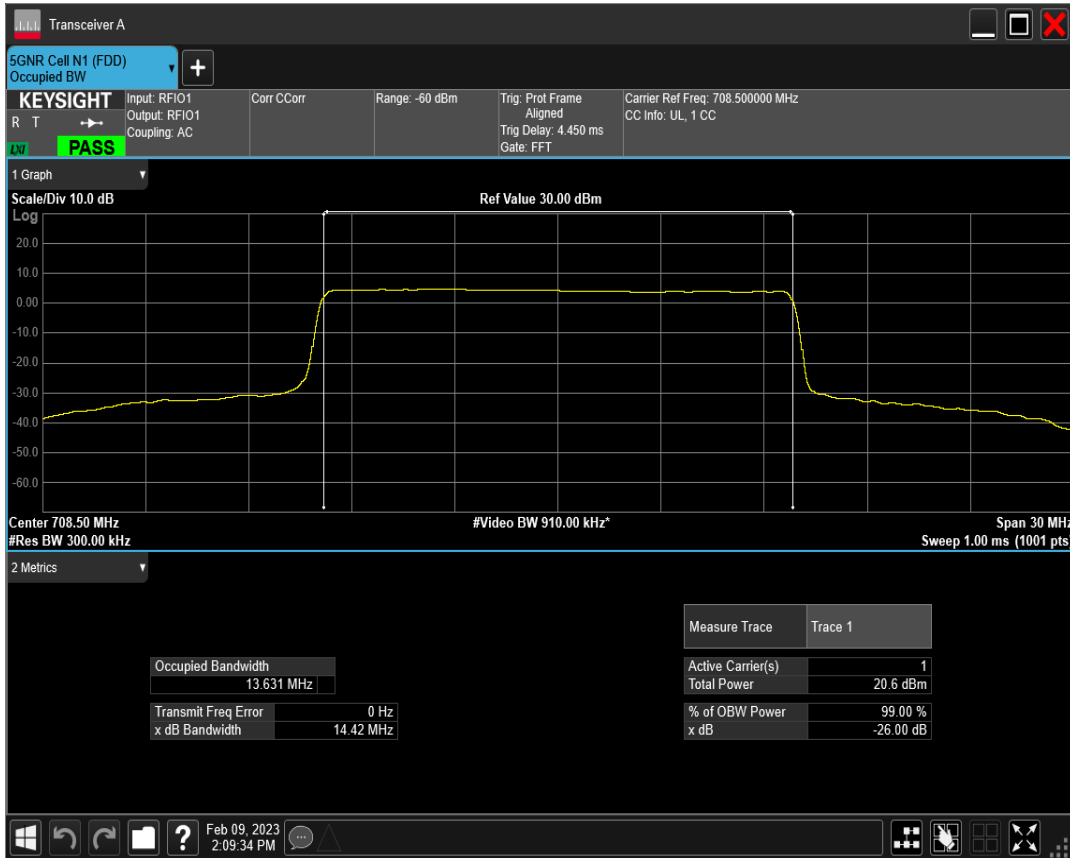 Transceiver A
5GNR Cell N1 (FDD)
Occupied BW
+
KEYSIGHT
R T
LXI
PASS
Input: RFIO1
Output: RFIO1
Coupling: AC
Corr CCorr
Range: -60 dBm
Trig: Prot Frame
Aligned
Trig Delay: 4.450 ms
Gate: FFT
Carrier Ref Freq: 708.500000 MHz
CC Info: UL, 1 CC
1 Graph
Scale/Div 10.0 dB
Ref Value 30.00 dBm
Log
20.0
10.0
0.00
-10.0
-20.0
-30.0
-40.0
-50.0
-60.0
Center 708.50 MHz
#Video BW 910.00 kHz*
Span 30 MHz
#Res BW 300.00 kHz
Sweep 1.00 ms (1001 pts)
2 Metrics
Measure Trace Trace 1
Occupied Bandwidth
13.631 MHz
Active Carrier(s) 1
Total Power 20.6 dBm
Transmit Freq Error 0 Hz
x dB Bandwidth 14.42 MHz
% of OBW Power 99.00 %
x dB -26.00 dB
?
Feb 09, 2023
2:09:34 PM